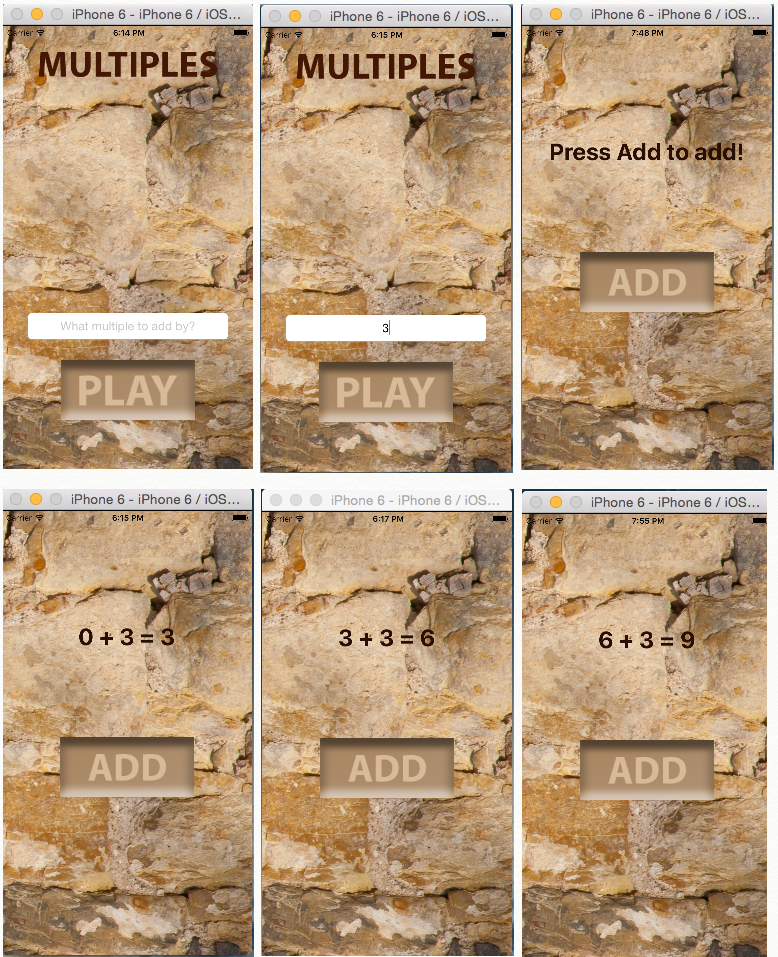 iPhone 6 - iPhone 6 / iOS...
Carrier 6:14 PM
MULTIPLES
What multiple to add by?
PLAY
iPhone 6 - iPhone 6 / iOS...
Carrier 6:15 PM
MULTIPLES
3
PLAY
iPhone 6 - iPhone 6 / iOS...
Carrier 7:48 PM
Press Add to add!
ADD
iPhone 6 - iPhone 6 / iOS...
Carrier 6:15 PM
0 + 3 = 3
ADD
iPhone 6 - iPhone 6 / iOS...
Carrier 6:17 PM
3 + 3 = 6
ADD
iPhone 6 - iPhone 6 / iOS...
Carrier 7:55 PM
6 + 3 = 9
ADD